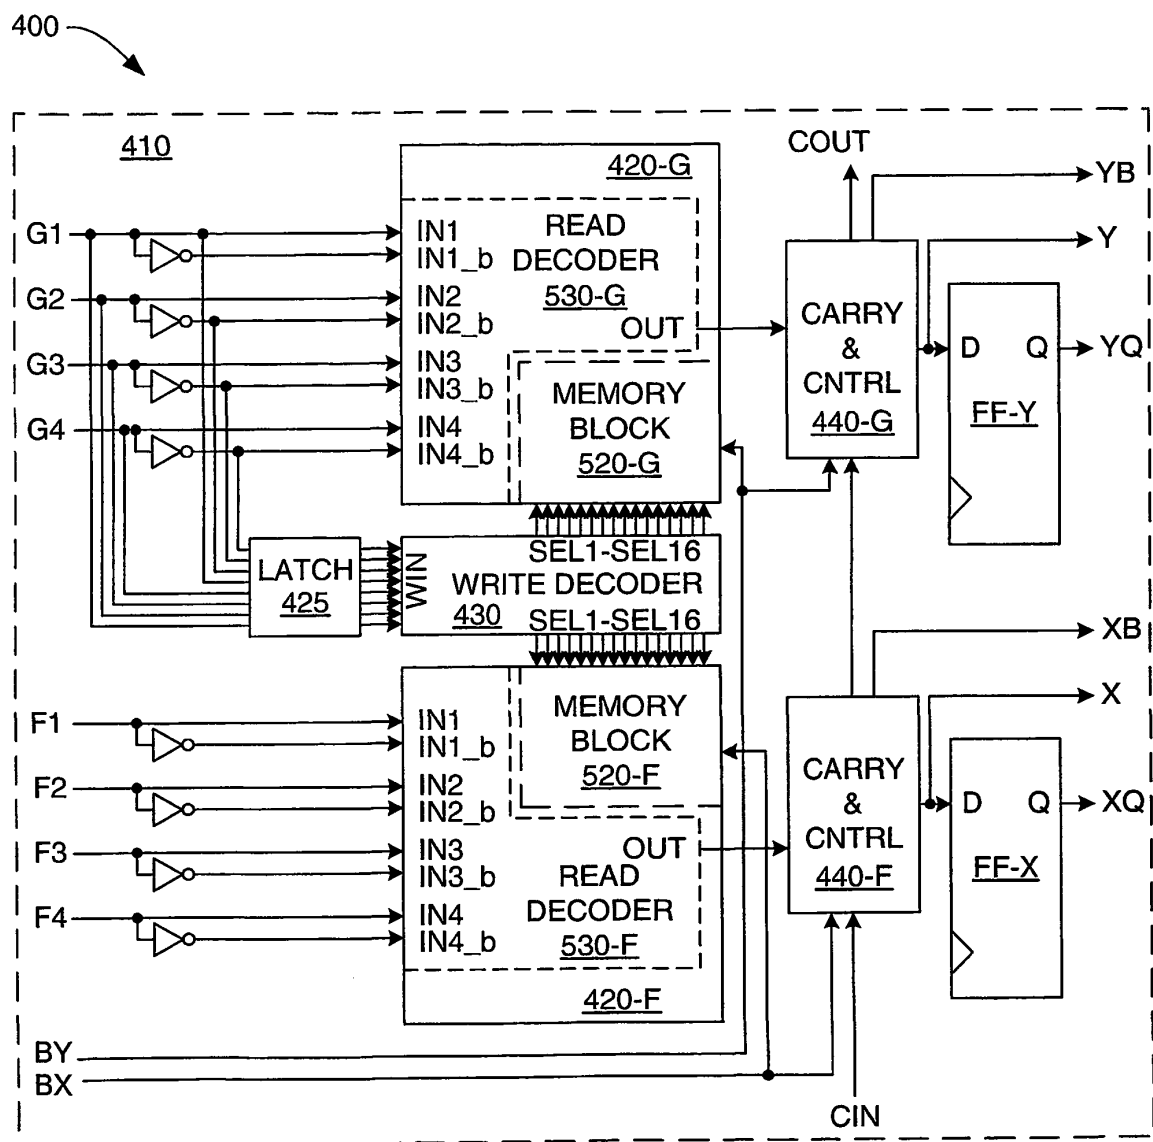 400
410
COUT
420-G
YB
G1
IN1
READ
Y
IN1_b
DECODER
G2
IN2
530-G
IN2_b
OUT
CARRY
&
CNTRL
440-G
D
Q
YQ
G3
IN3
IN3_b
MEMORY
BLOCK
520-G
FF-Y
G4
IN4
IN4_b
LATCH
425
WIN
SEL1-SEL16
WRITE DECODER
430
SEL1-SEL16
XB
F1
IN1
MEMORY
BLOCK
520-F
X
IN1_b
F2
IN2
IN2_b
CARRY
&
CNTRL
440-F
D
Q
XQ
F3
IN3
OUT
IN3_b
READ
DECODER
530-F
FF-X
F4
IN4
IN4_b
420-F
BY
BX
CIN